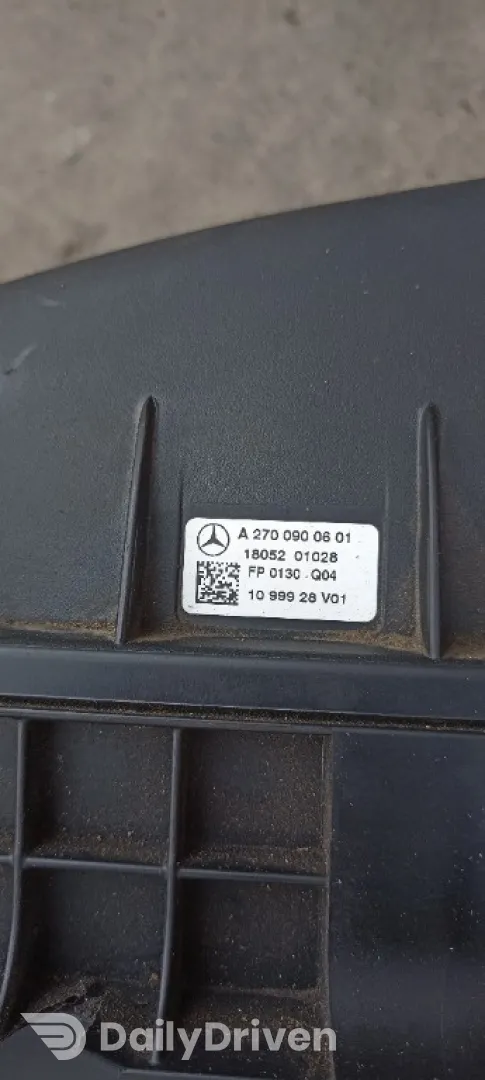 A 270 090 06 01
18052 01028
FP 0130 Q04
10 999 28 V01
DailyDriven